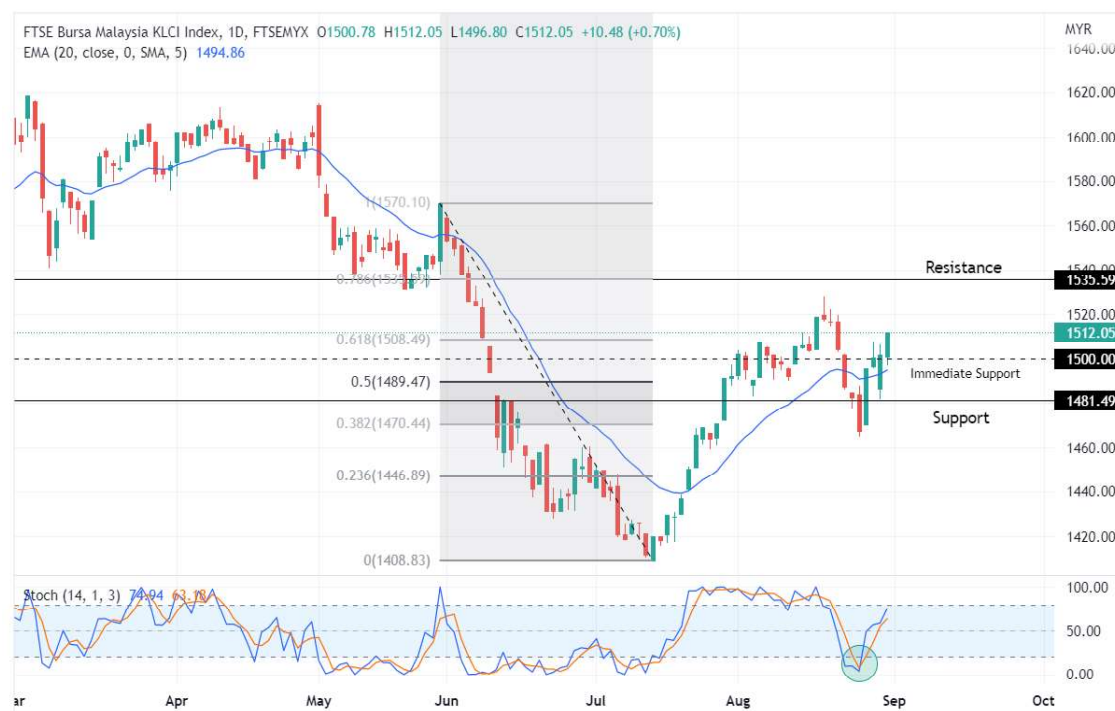 FTSE Bursa Malaysia KLCI Index, 1D, FTSEMYX O1500.78 H1512.05 L1496.80 C1512.05 +10.48 (+0.70%)
EMA (20, close, 0, SMA, 5) 1494.86
MYR
1640.00
1620.00
1600.00
1580.00
1560.00
1540.00
1520.00
1460.00
1440.00
1420.00
1(1570.10)
0.618(1508.49)
0.5(1489.47)
0.382(1470.44)
0.236(1446.89)
0(1408.83)
Resistance
1535.59
1512.05
1500.00
Immediate Support
1481.49
Support
Stoch (14, 1, 3) 74.94
100.00
50.00
0.00
ar Apr May Jun Jul Aug Sep Oct